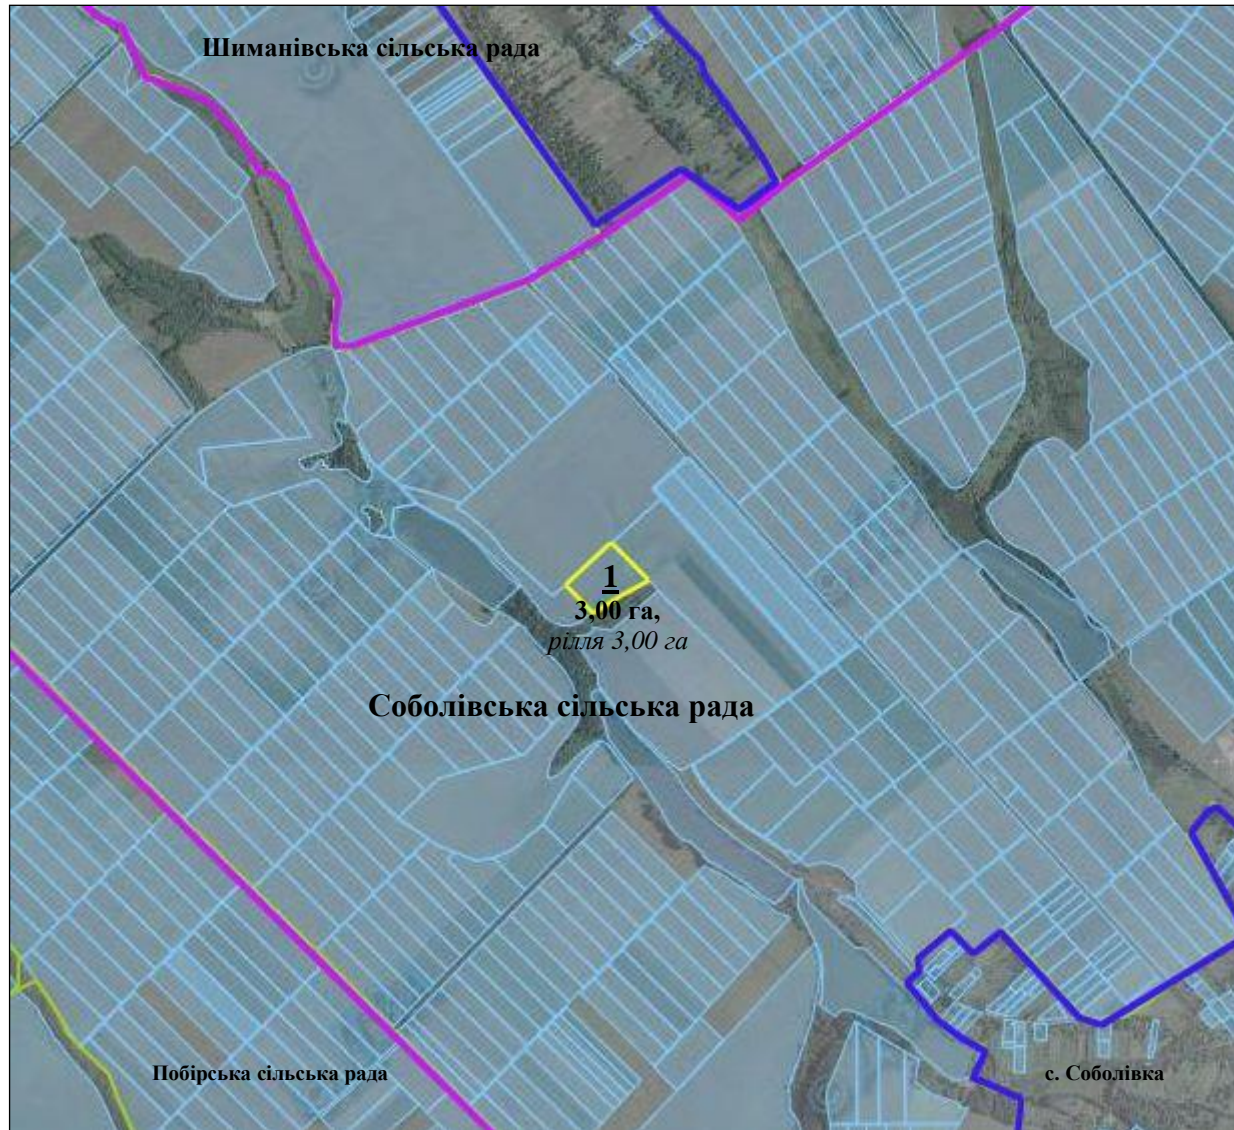 Шиманівська сільська рада
1
3,00 га,
рілля 3,00 га
Соболівська сільська рада
Побірська сільська рада
с. Соболівка